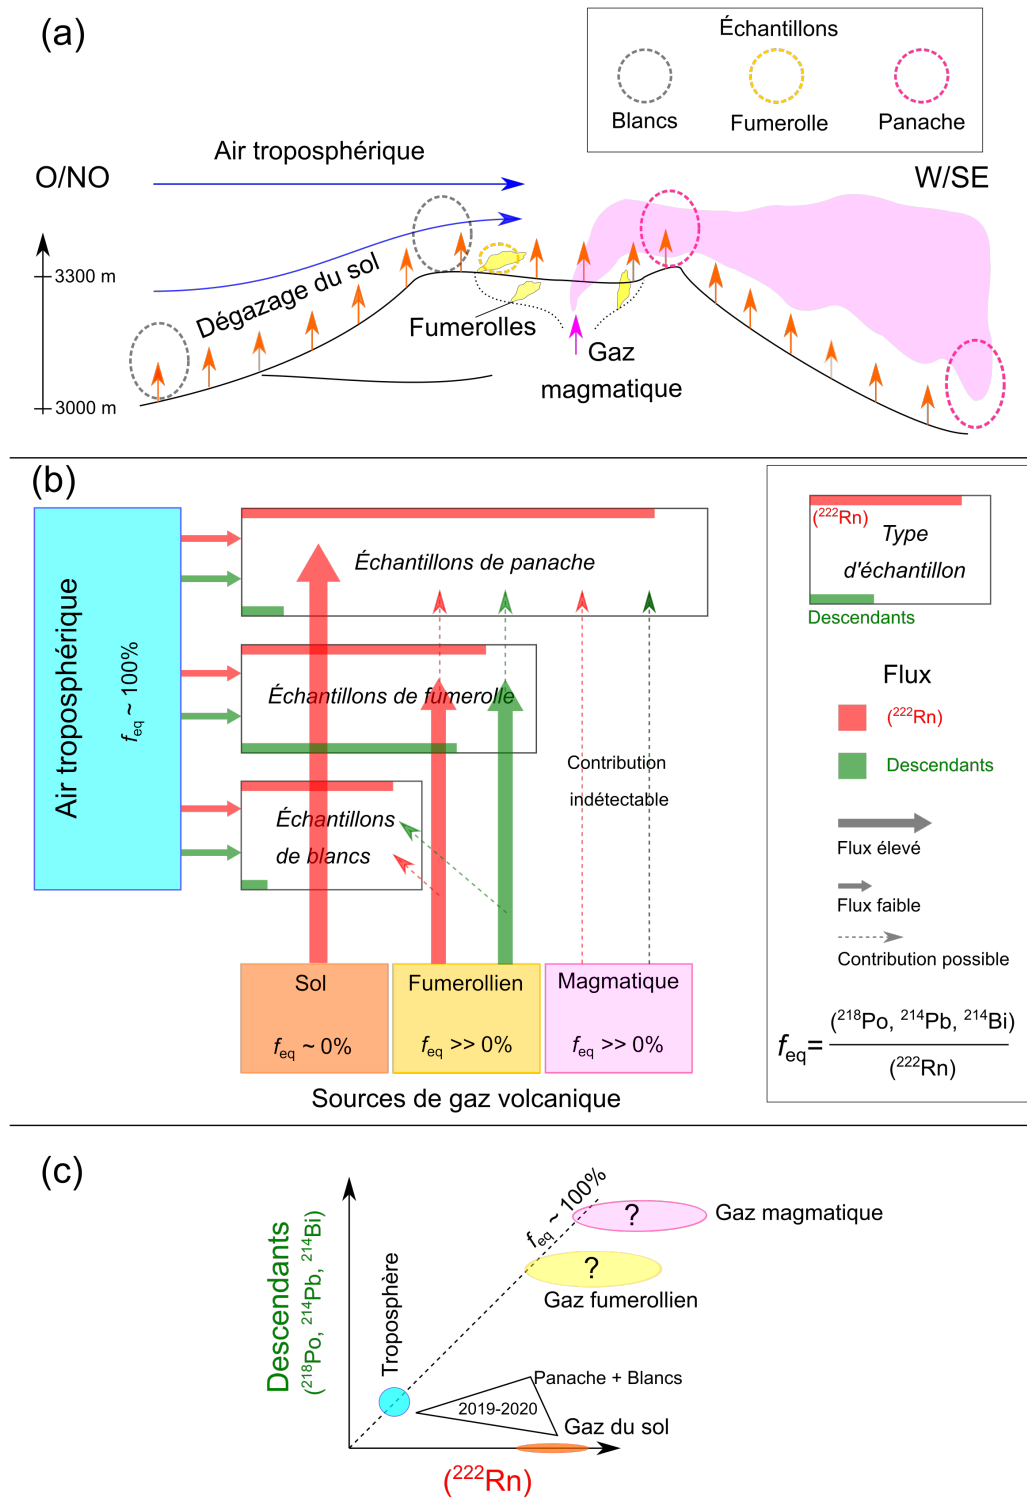 (a)
Échantillons
Blancs
Fumerolle
Panache
Air troposphérique
O/NO
W/SE
3300 m
Dégazage du sol
Fumerolles
Gaz
magmatique
3000 m
(b)
Air troposphérique
feq ~ 100%
Échantillons de panache
Échantillons de fumerolle
Contribution
indétectable
Échantillons
de blancs
Sol
feq ~ 0%
Fumerollien
feq >> 0%
Magmatique
feq >> 0%
Sources de gaz volcanique
(²²²Rn)
Type
d'échantillon
Descendants
Flux
(²²²Rn)
Descendants
Flux élevé
Flux faible
Contribution possible
feq= (²¹⁸Po, ²¹⁴Pb, ²¹⁴Bi)
(²²²Rn)
(c)
Descendants
(²¹⁸Po, ²¹⁴Pb, ²¹⁴Bi)
Troposphère
feq ~ 100%
?
Gaz magmatique
?
Gaz fumerollien
Panache + Blancs
2019-2020
Gaz du sol
(²²²Rn)